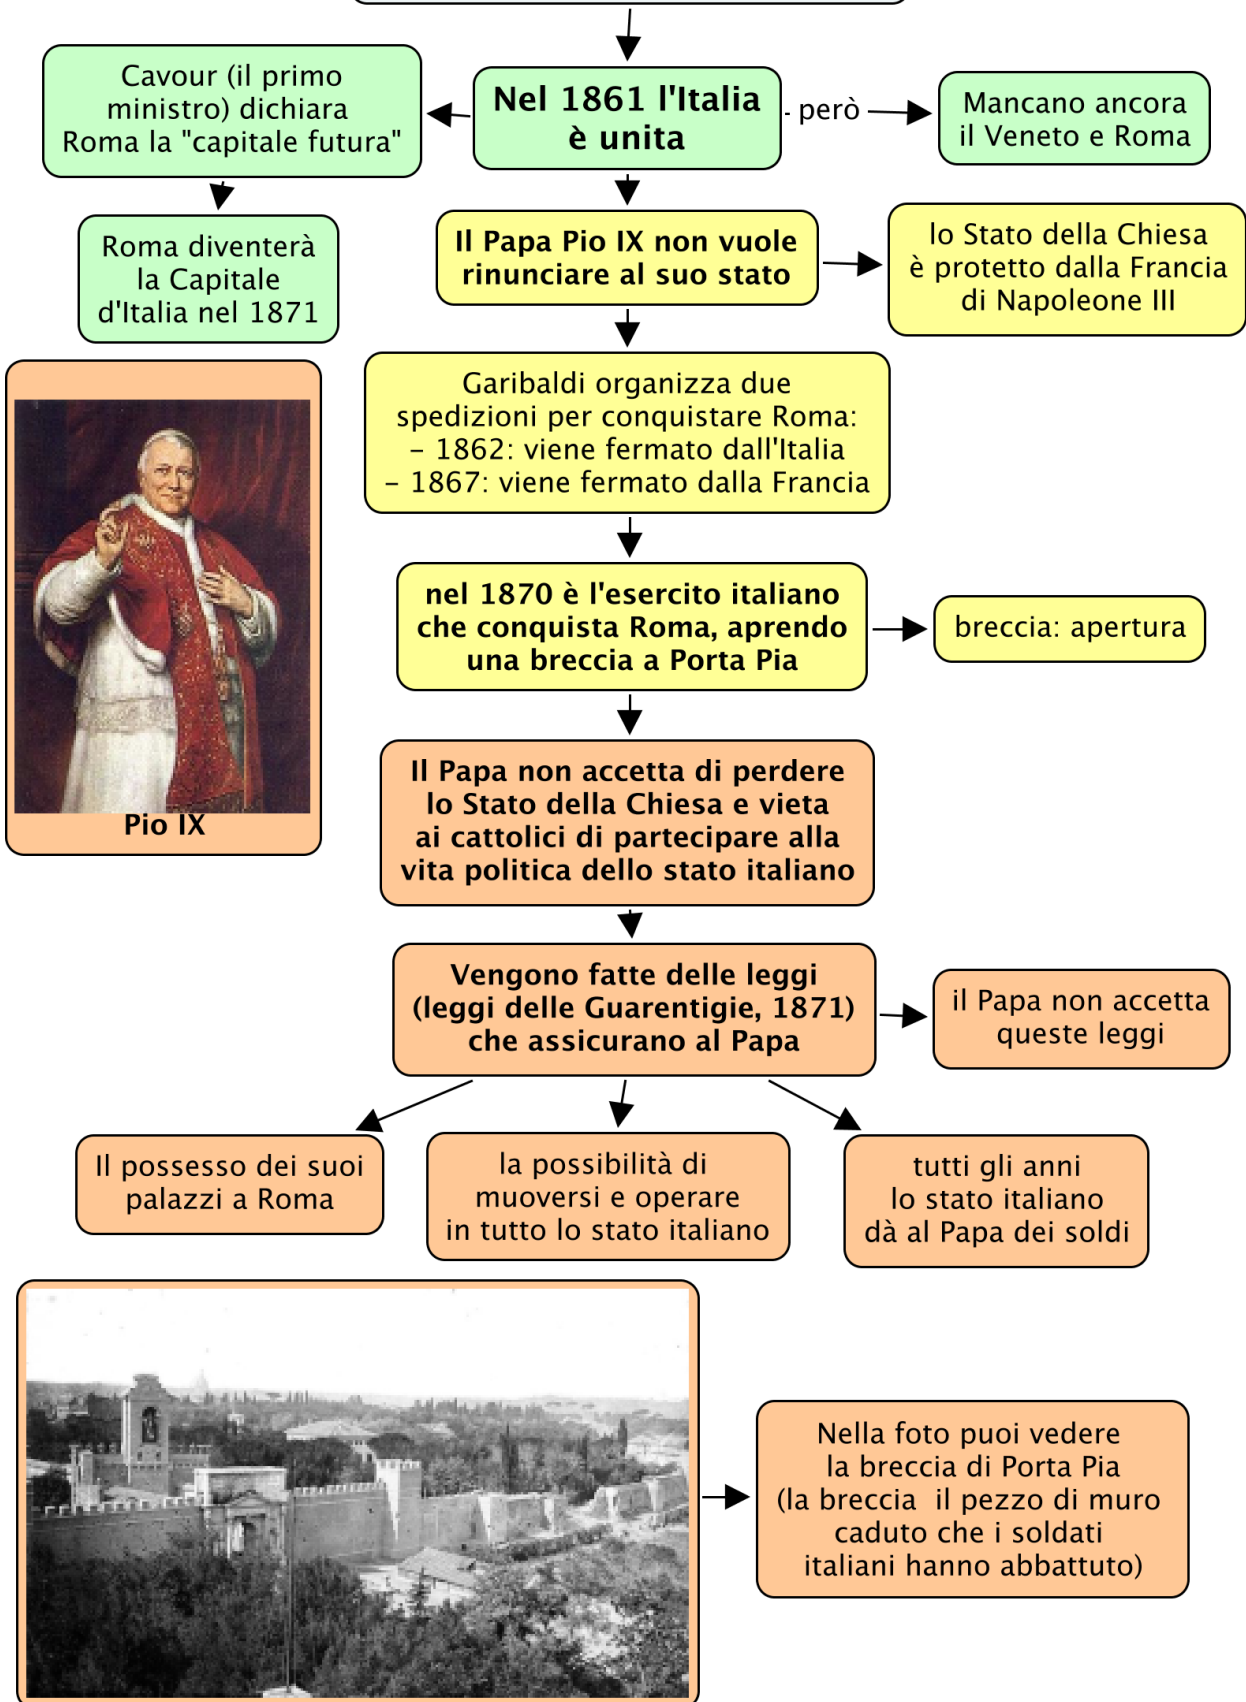 Cavour (il primo
ministro) dichiara
Roma la "capitale futura"
Nel 1861 l'Italia
è unita
- però
Mancano ancora
il Veneto e Roma
Roma diventerà
la Capitale
d'Italia nel 1871
Il Papa Pio IX non vuole
rinunciare al suo stato
lo Stato della Chiesa
è protetto dalla Francia
di Napoleone III
Garibaldi organizza due
spedizioni per conquistare Roma:
– 1862: viene fermato dall'Italia
– 1867: viene fermato dalla Francia
nel 1870 è l'esercito italiano
che conquista Roma, aprendo
una breccia a Porta Pia
breccia: apertura
Pio IX
Il Papa non accetta di perdere
lo Stato della Chiesa e vieta
ai cattolici di partecipare alla
vita politica dello stato italiano
Vengono fatte delle leggi
(leggi delle Guarentigie, 1871)
che assicurano al Papa
il Papa non accetta
queste leggi
Il possesso dei suoi
palazzi a Roma
la possibilità di
muoversi e operare
in tutto lo stato italiano
tutti gli anni
lo stato italiano
dà al Papa dei soldi
Nella foto puoi vedere
la breccia di Porta Pia
(la breccia  il pezzo di muro
caduto che i soldati
italiani hanno abbattuto)